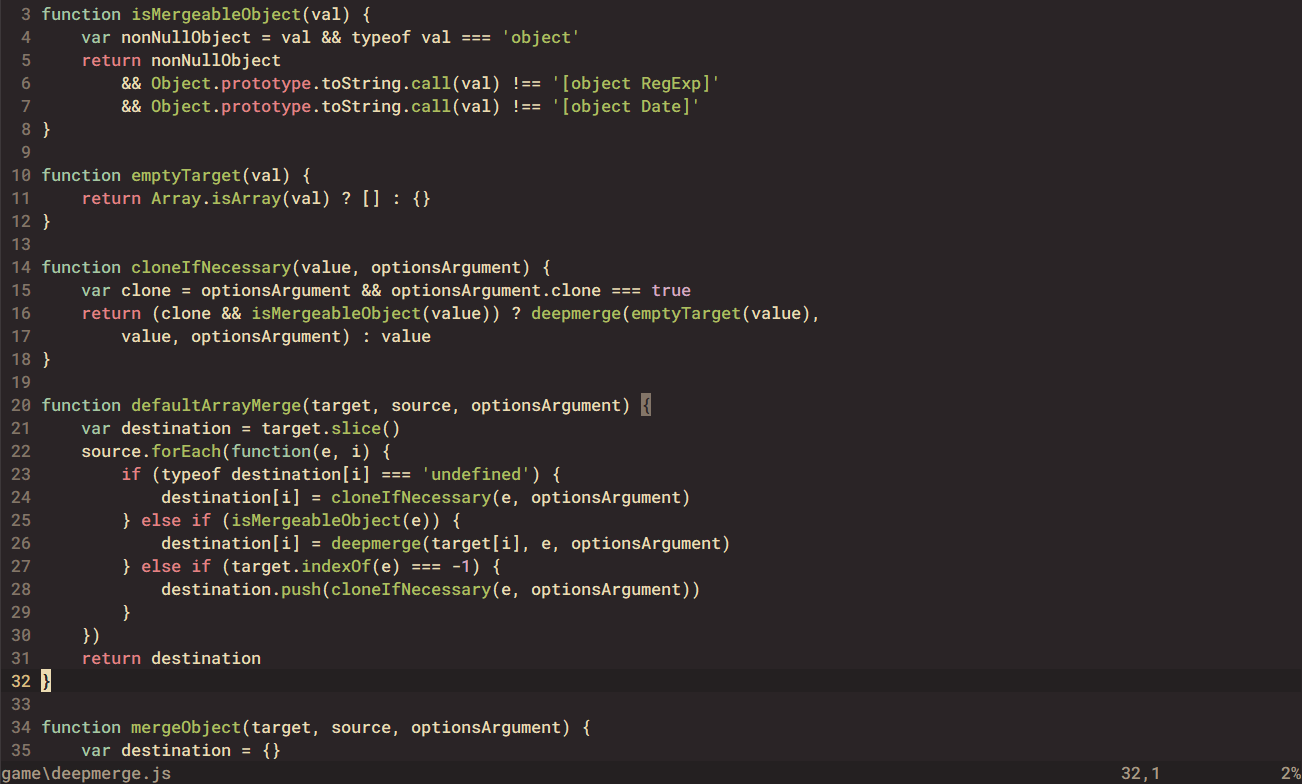 3 function isMergeableObject(val) {
4     var nonNullObject = val && typeof val === 'object'
5     return nonNullObject
6         && Object.prototype.toString.call(val) !== '[object RegExp]'
7         && Object.prototype.toString.call(val) !== '[object Date]'
8 }
9
10 function emptyTarget(val) {
11     return Array.isArray(val) ? [] : {}
12 }
13
14 function cloneIfNecessary(value, optionsArgument) {
15     var clone = optionsArgument && optionsArgument.clone === true
16     return (clone && isMergeableObject(value)) ? deepmerge(emptyTarget(value),
17         value, optionsArgument) : value
18 }
19
20 function defaultArrayMerge(target, source, optionsArgument) {
21     var destination = target.slice()
22     source.forEach(function(e, i) {
23         if (typeof destination[i] === 'undefined') {
24             destination[i] = cloneIfNecessary(e, optionsArgument)
25         } else if (isMergeableObject(e)) {
26             destination[i] = deepmerge(target[i], e, optionsArgument)
27         } else if (target.indexOf(e) === -1) {
28             destination.push(cloneIfNecessary(e, optionsArgument))
29         }
30     })
31     return destination
32 }
33
34 function mergeObject(target, source, optionsArgument) {
35     var destination = {}
game\deepmerge.js 32,1 2%